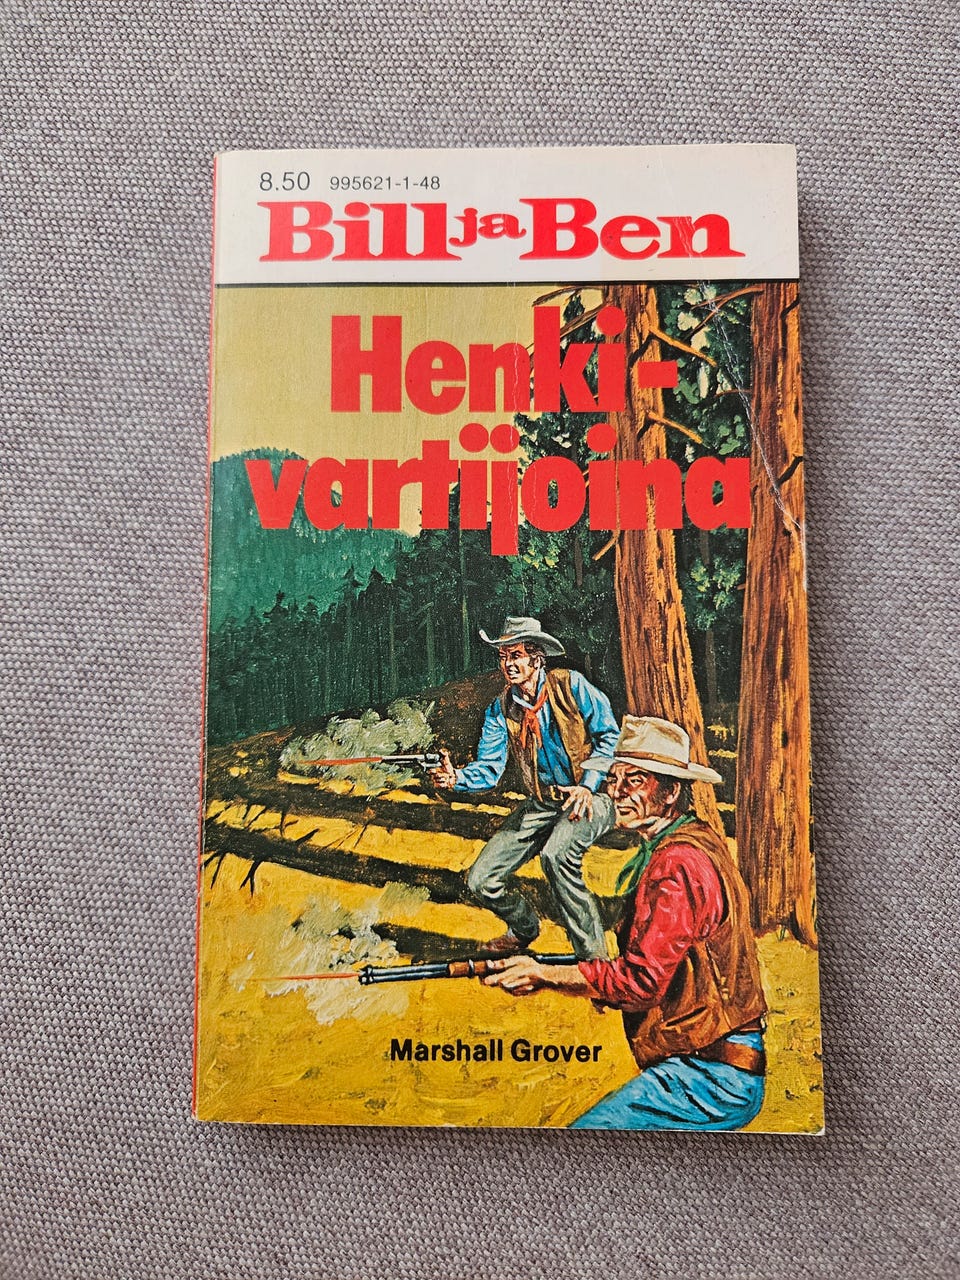 8.50 995621-1-48
Bill ja Ben
Henki-
vartijoina
Marshall Grover